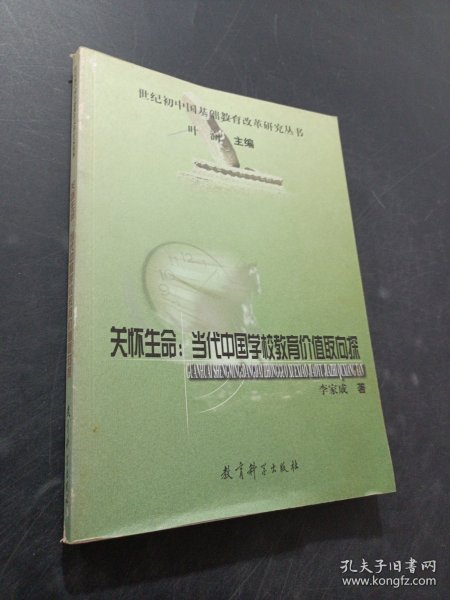 世纪初中国基础教育改革研究丛书
叶 主编
关怀生命：当代中国学校教育价值取向探
李家成 著
教育科学出版社
孔夫子旧书网
www.kongfz.com